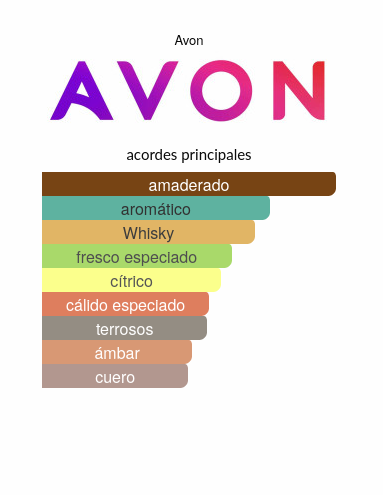 Avon
AVON
acordes principales
amaderado
aromático
Whisky
fresco especiado
cítrico
cálido especiado
terrosos
ámbar
cuero